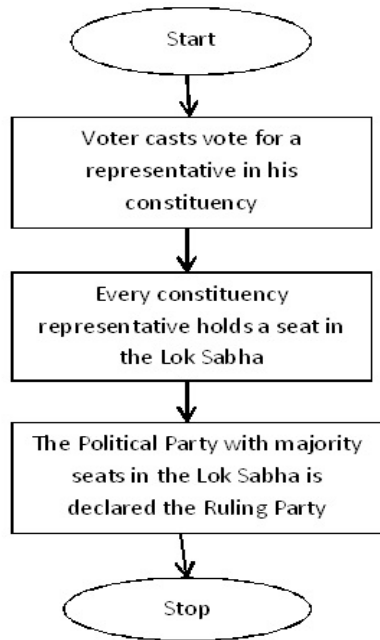 Start
Voter casts vote for a
representative in his
constituency
Every constituency
representative holds a seat in
the Lok Sabha
The Political Party with majority
seats in the Lok Sabha is
declared the Ruling Party
Stop